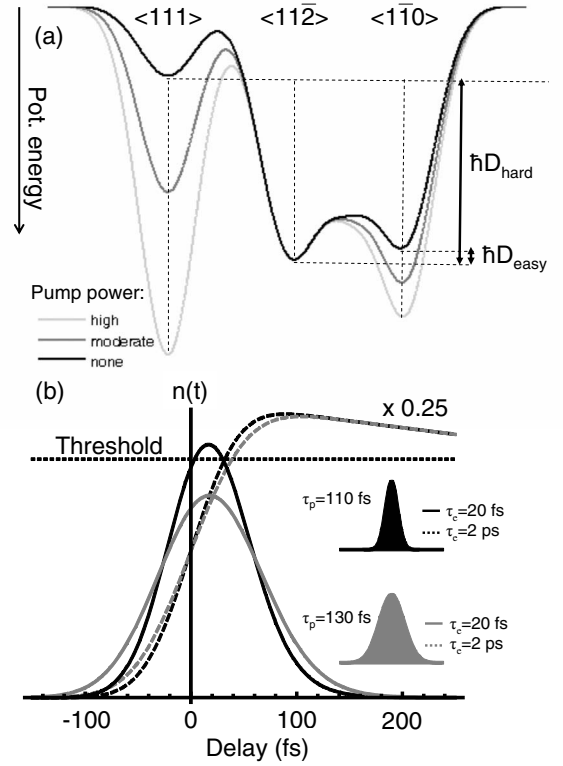 (a)
<111> <112̄> <11̄0>
Pot. energy
ħD_hard
ħD_easy
Pump power:
high
moderate
none
(b)
n(t)
x 0.25
Threshold
τ_p=110 fs
τ_c=20 fs
τ_c=2 ps
τ_p=130 fs
τ_c=20 fs
τ_c=2 ps
-100 0 100 200
Delay (fs)